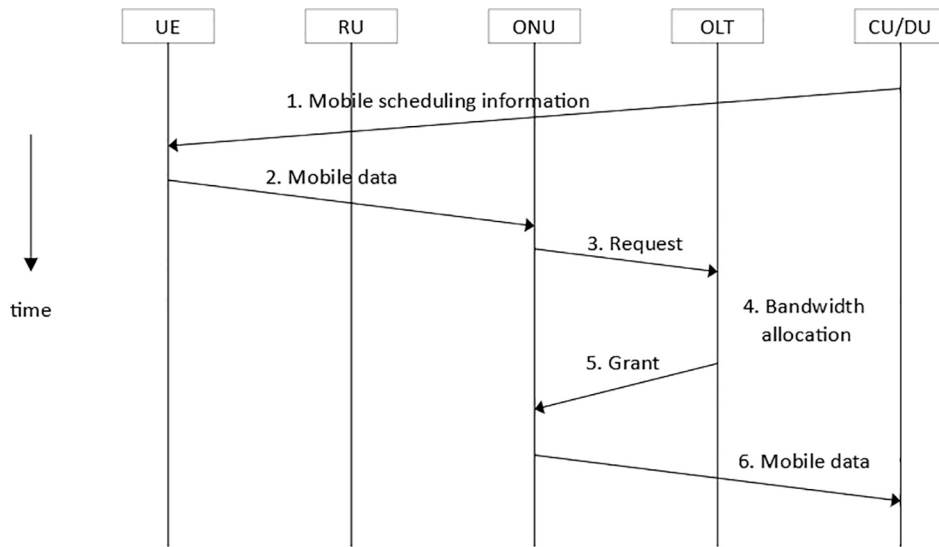 UE
RU
ONU
OLT
CU/DU
1. Mobile scheduling information
2. Mobile data
3. Request
time
4. Bandwidth
allocation
5. Grant
6. Mobile data